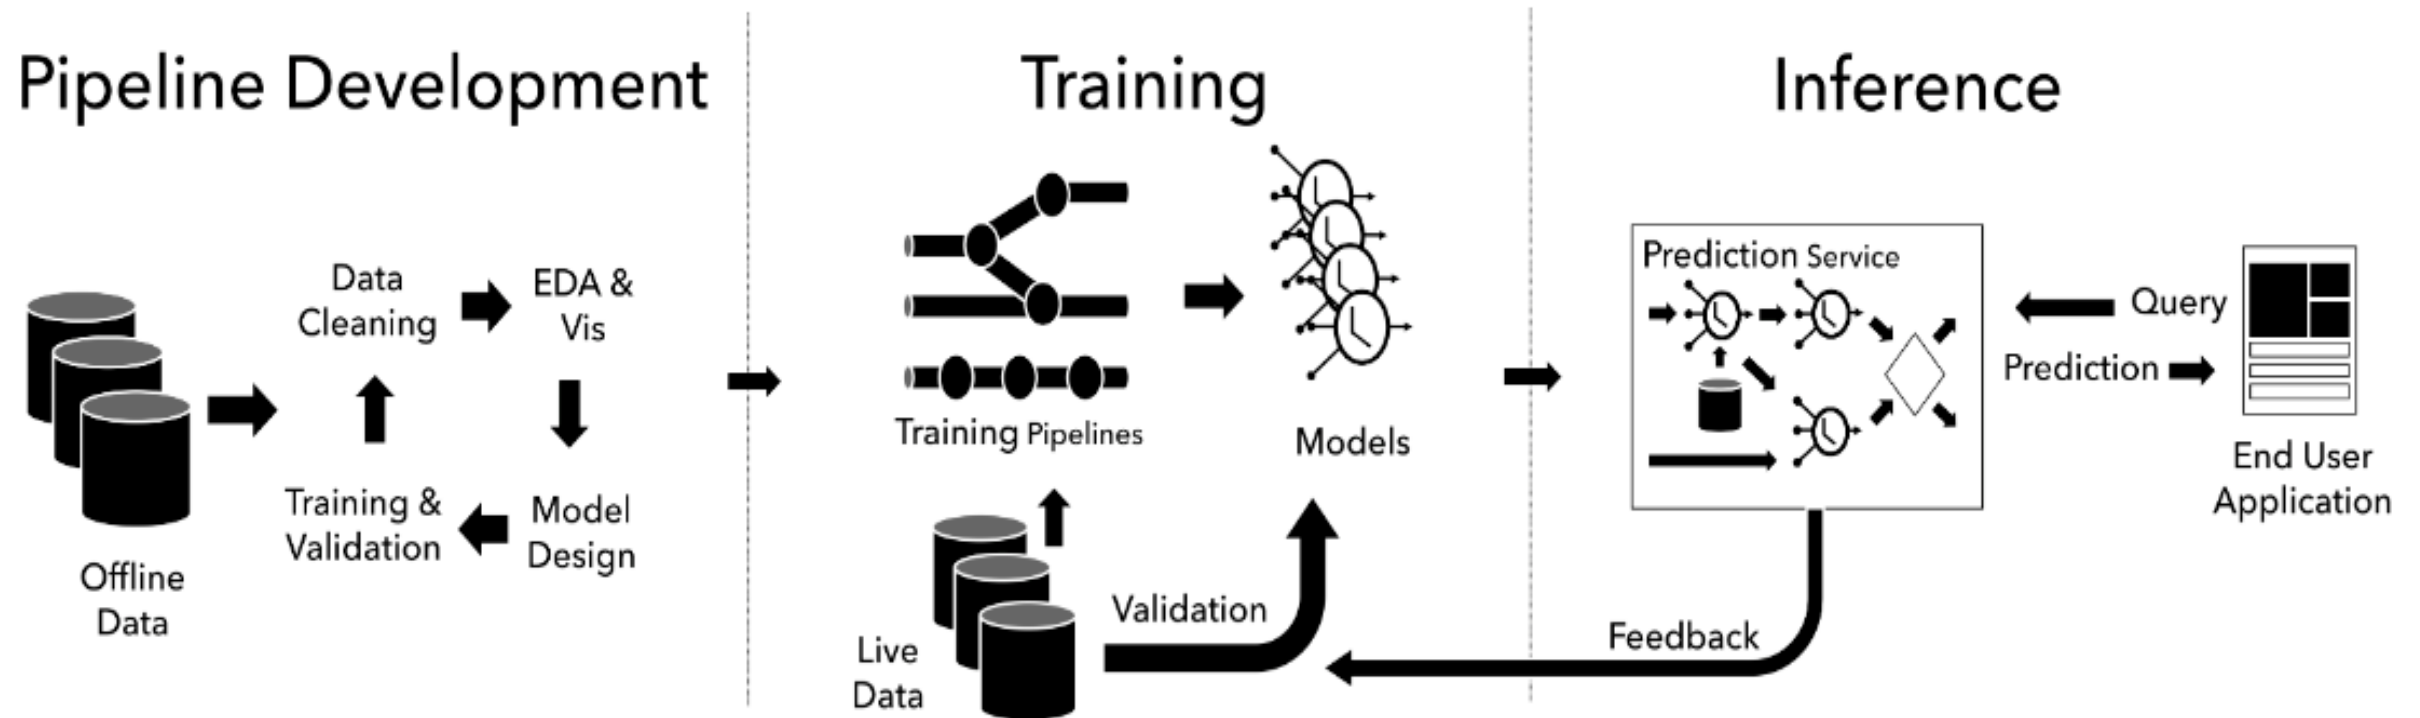 Pipeline Development
Data
Cleaning
EDA &
Vis
Model
Design
Training &
Validation
Offline
Data
Training
Training Pipelines
Models
Live
Data
Validation
Inference
Prediction Service
Query
Prediction
End User
Application
Feedback